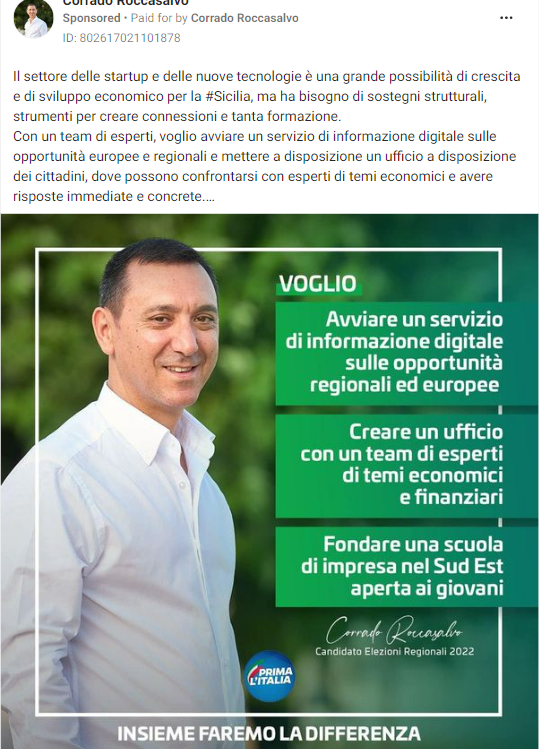 Corrado Roccasalvo
Sponsored • Paid for by Corrado Roccasalvo
ID: 802617021101878
Il settore delle startup e delle nuove tecnologie è una grande possibilità di crescita
e di sviluppo economico per la #Sicilia, ma ha bisogno di sostegni strutturali,
strumenti per creare connessioni e tanta formazione.
Con un team di esperti, voglio avviare un servizio di informazione digitale sulle
opportunità europee e regionali e mettere a disposizione un ufficio a disposizione
dei cittadini, dove possono confrontarsi con esperti di temi economici e avere
risposte immediate e concrete....
VOGLIO
Avviare un servizio
di informazione digitale
sulle opportunità
regionali ed europee
Creare un ufficio
con un team di esperti
di temi economici
e finanziari
Fondare una scuola
di impresa nel Sud Est
aperta ai giovani
Corrado Roccasalvo
Candidato Elezioni Regionali 2022
PRIMA
L'ITALIA
INSIEME FAREMO LA DIFFERENZA